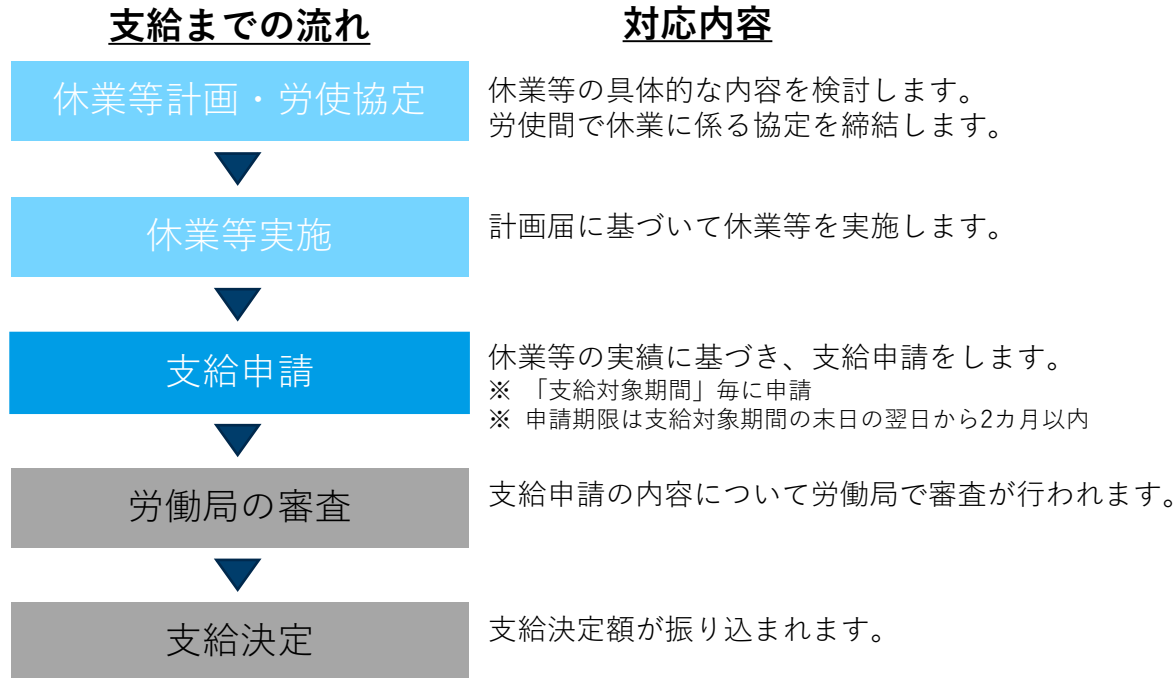 支給までの流れ
対応内容
休業等計画・労使協定
休業等の具体的な内容を検討します。
労使間で休業に係る協定を締結します。
休業等実施
計画届に基づいて休業等を実施します。
支給申請
休業等の実績に基づき、支給申請をします。
※ 「支給対象期間」毎に申請
※ 申請期限は支給対象期間の末日の翌日から2カ月以内
労働局の審査
支給申請の内容について労働局で審査が行われます。
支給決定
支給決定額が振り込まれます。